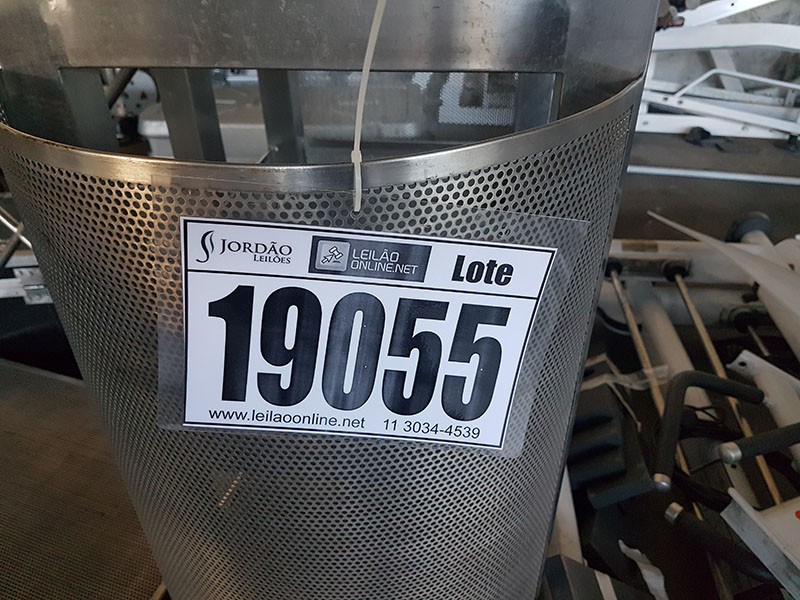 JORDÃO
LEILÕES
LEILÃO
ONLINE.NET
Lote
19055
www.leilaoonline.net 11 3034-4539